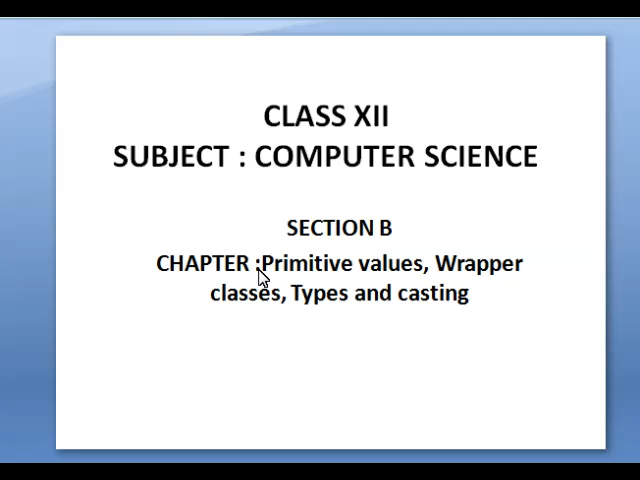 CLASS XII
SUBJECT : COMPUTER SCIENCE
SECTION B
CHAPTER :Primitive values, Wrapper
classes, Types and casting